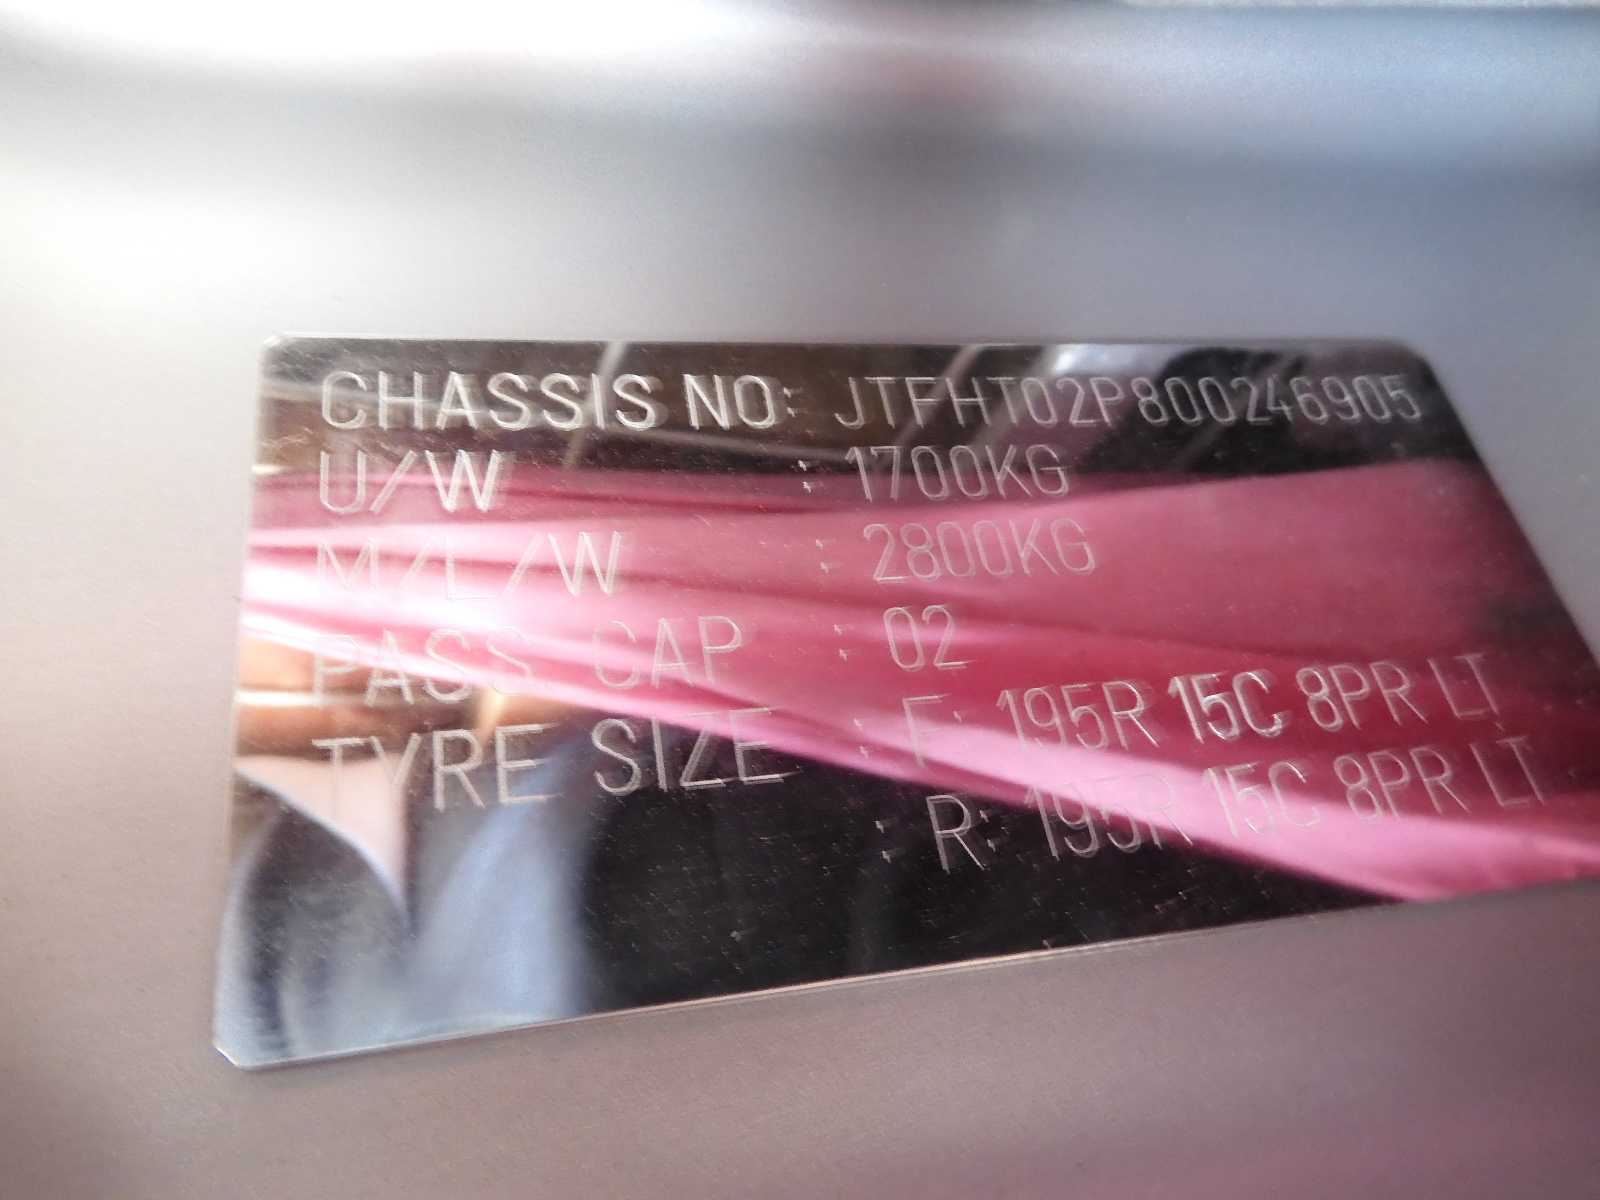 CHASSIS NO: JTFHT02P800246905
U/W : 1700KG
M/L/W : 2800KG
PASS. CAP : 02
TYRE SIZE : F: 195R 15C 8PR LT
: R: 195R 15C 8PR LT